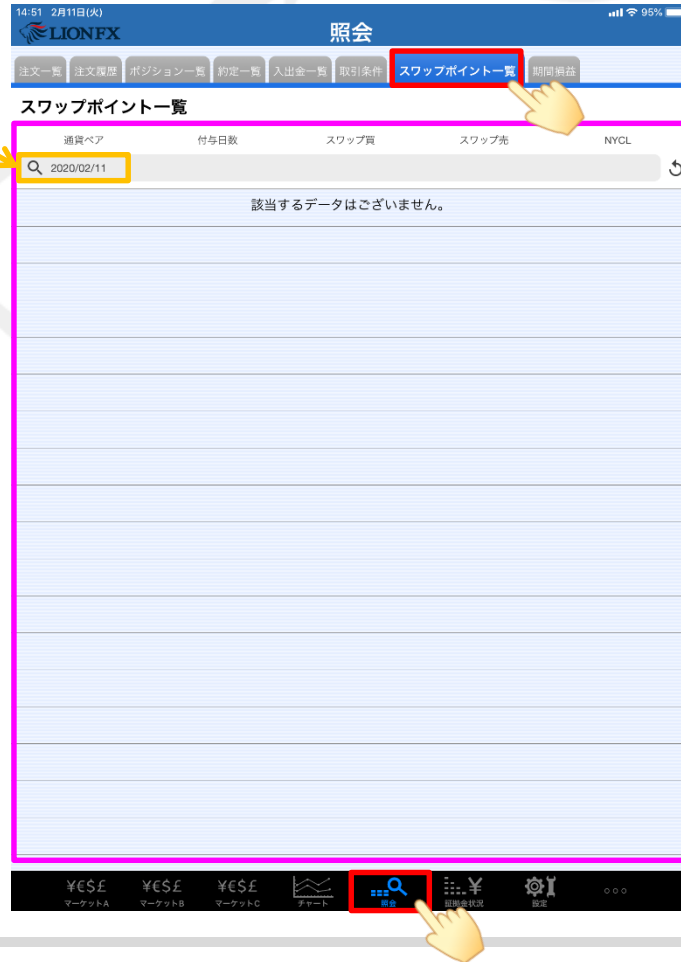 14:51 2月11日(火) 95%
LION FX
照会
注文一覧 注文履歴 ポジション一覧 約定一覧 入出金一覧 取引条件 スワップポイント一覧 期間損益
スワップポイント一覧
通貨ペア 付与日数 スワップ買 スワップ売 NYCL
2020/02/11
該当するデータはございません。
¥€$£ ¥€$£ ¥€$£ ¥
マーケットA マーケットB マーケットC チャート 照会 証拠金状況 設定